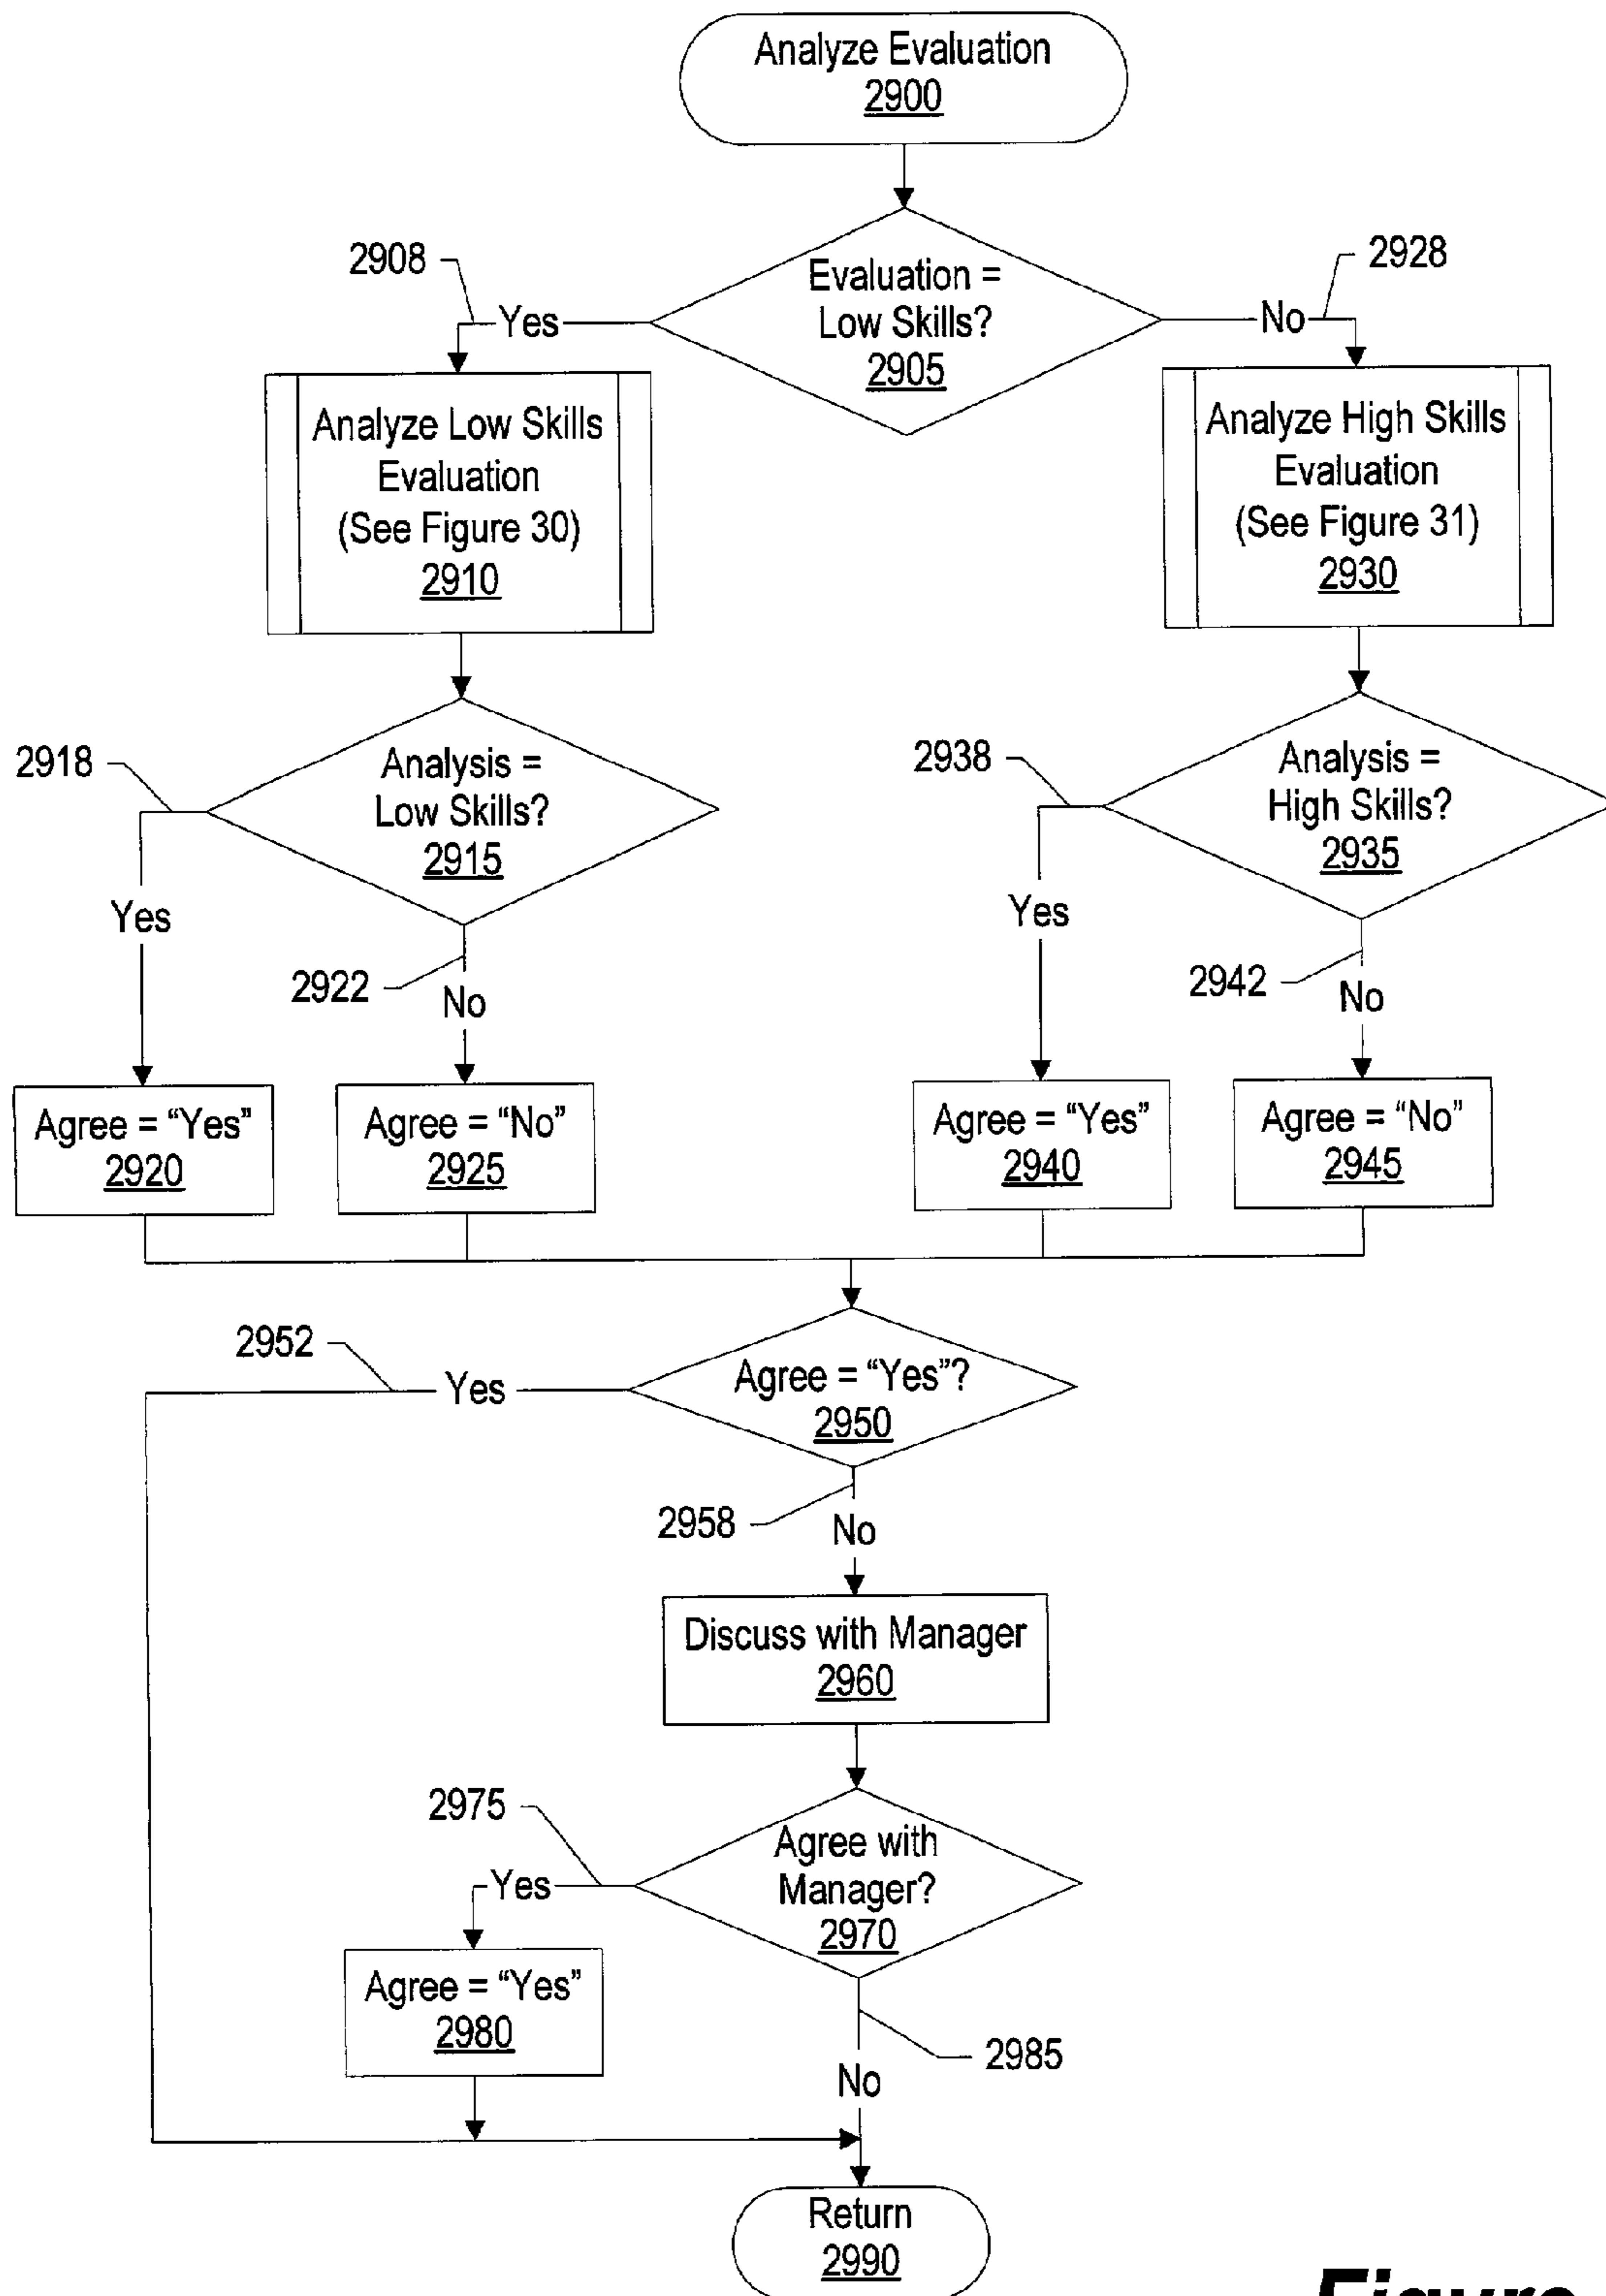 Analyze Evaluation
2900
2908
2928
Evaluation =
Low Skills?
2905
Yes
No
Analyze Low Skills
Evaluation
(See Figure 30)
2910
Analyze High Skills
Evaluation
(See Figure 31)
2930
2918
Analysis =
Low Skills?
2915
2938
Analysis =
High Skills?
2935
Yes
2922
No
Yes
2942
No
Agree = “Yes”
2920
Agree = “No”
2925
Agree = “Yes”
2940
Agree = “No”
2945
2952
Yes
Agree = “Yes”?
2950
2958
No
Discuss with Manager
2960
2975
Yes
Agree with
Manager?
2970
Agree = “Yes”
2980
2985
No
Return
2990
Figure